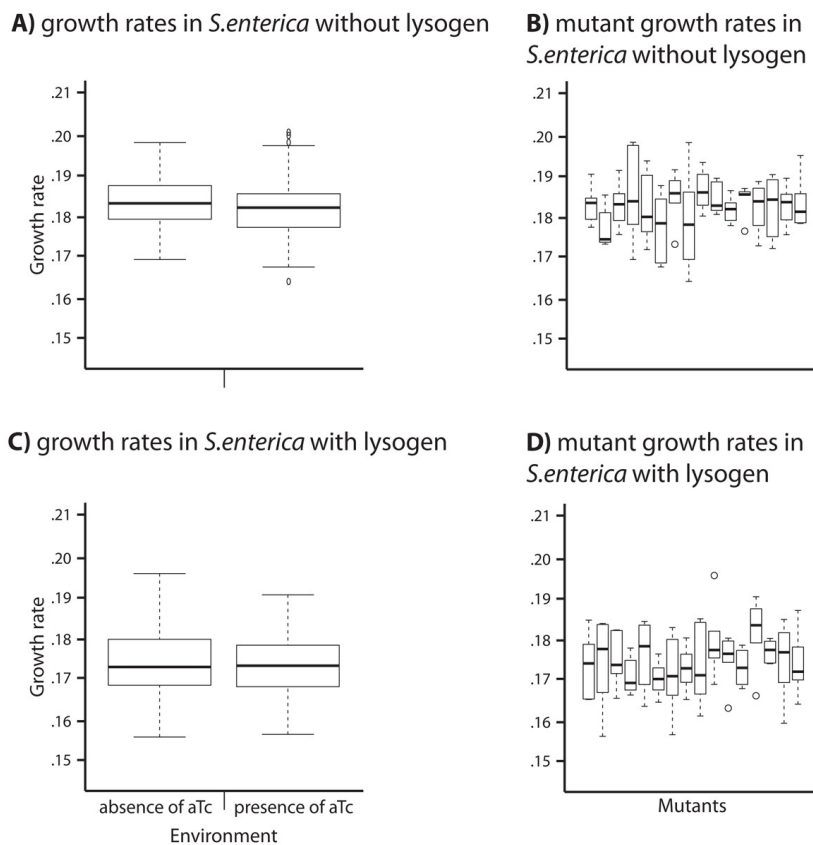 A) growth rates in S.enterica without lysogen
.21
.20
.19
.18
.17
.16
.15
Growth rate
B) mutant growth rates in
S.enterica without lysogen
.21
.20
.19
.18
.17
.16
.15
C) growth rates in S.enterica with lysogen
.21
.20
.19
.18
.17
.16
.15
Growth rate
absence of aTc
presence of aTc
Environment
D) mutant growth rates in
S.enterica with lysogen
.21
.20
.19
.18
.17
.16
.15
Mutants